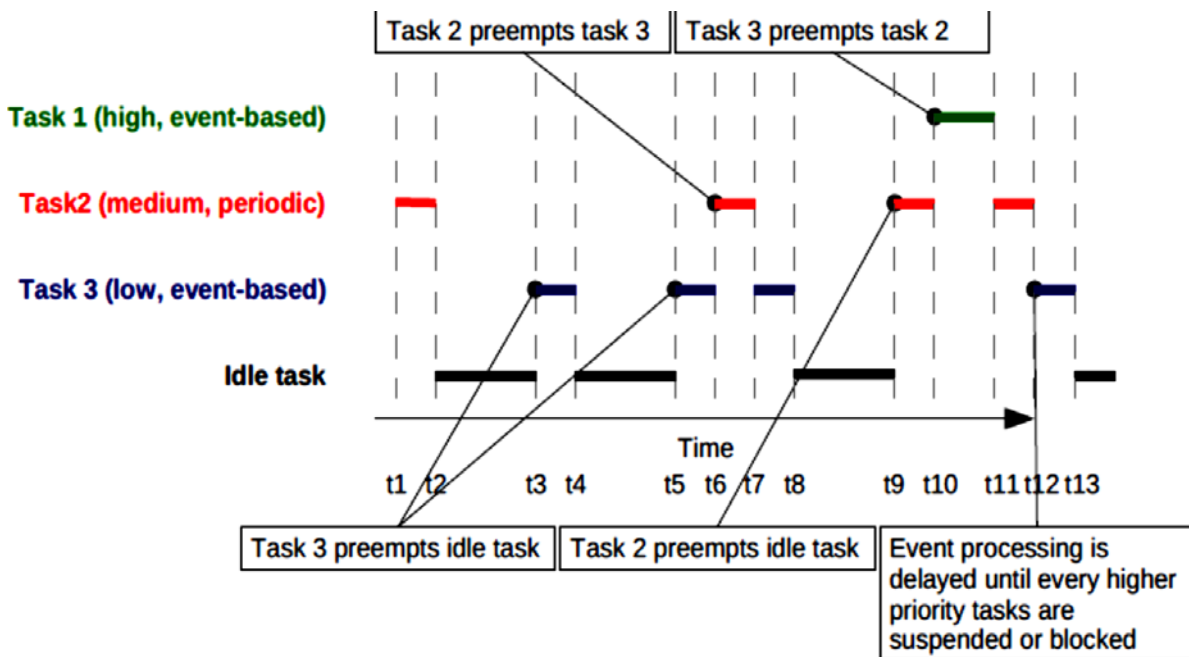 Task 2 preempts task 3
Task 3 preempts task 2
Task 1 (high, event-based)
Task2 (medium, periodic)
Task 3 (low, event-based)
Idle task
Time
t1 t2 t3 t4 t5 t6 t7 t8 t9 t10 t11 t12 t13
Task 3 preempts idle task
Task 2 preempts idle task
Event processing is
delayed until every higher
priority tasks are
suspended or blocked